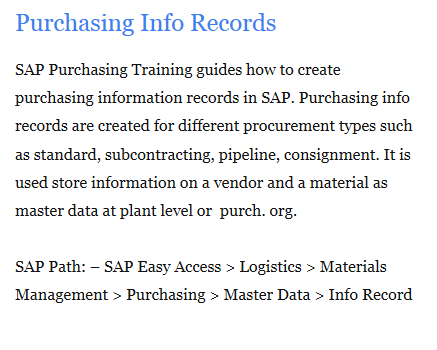 Purchasing Info Records
SAP Purchasing Training guides how to create
purchasing information records in SAP. Purchasing info
records are created for different procurement types such
as standard, subcontracting, pipeline, consignment. It is
used store information on a vendor and a material as
master data at plant level or  purch. org.
SAP Path: – SAP Easy Access > Logistics > Materials
Management > Purchasing > Master Data > Info Record